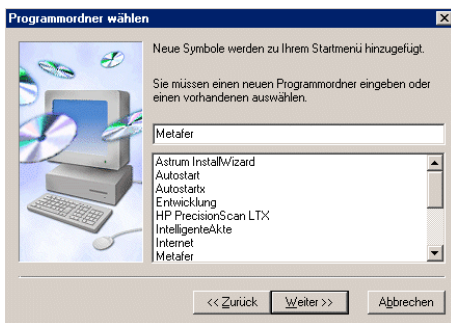 Programmordner wählen
Neue Symbole werden zu Ihrem Startmenü hinzugefügt.
Sie müssen einen neuen Programmordner eingeben oder
einen vorhandenen auswählen.
Metafer
Astrum InstallWizard
Autostart
Autostartx
Entwicklung
HP PrecisionScan LTX
IntelligenteAkte
Internet
Metafer
<< Zurück
Weiter >>
Abbrechen